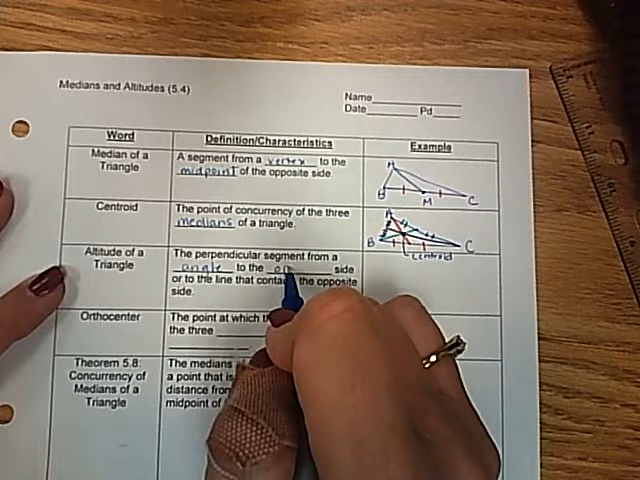 Medians and Altitudes (5.4)
Name
Date Pd
Word Definition/Characteristics Example
Median of a
Triangle
A segment from a vertex to the
midpoint of the opposite side.
A
B M C
Centroid
The point of concurrency of the three
medians of a triangle.
A
B C
centroid
Altitude of a
Triangle
The perpendicular segment from a
angle to the op side
or to the line that the opposite
side.
Orthocenter
The point at which
the three
Theorem 5.8:
Concurrency of
Medians of a
Triangle
The medians
a point that is
distance from
midpoint of